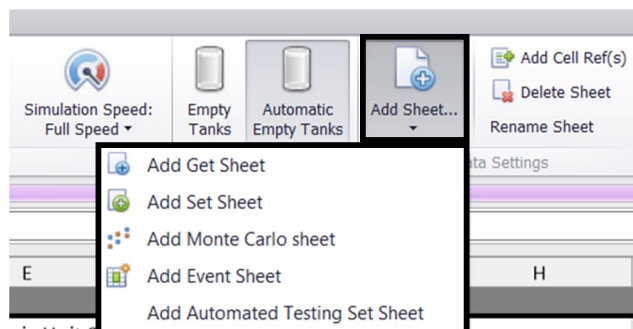 Simulation Speed:
Full Speed
Empty
Tanks
Automatic
Empty Tanks
Add Sheet...
Add Cell Ref(s)
Delete Sheet
Rename Sheet
Settings
Add Get Sheet
Add Set Sheet
Add Monte Carlo sheet
Add Event Sheet
Add Automated Testing Set Sheet
E
H